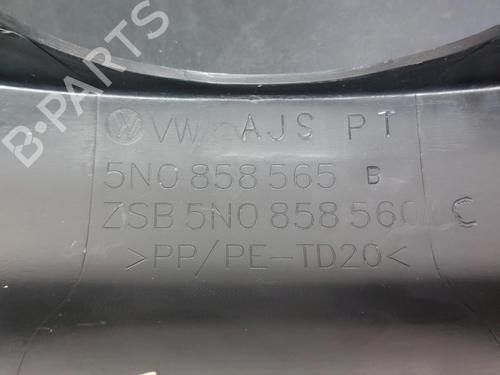 VW AJS PT
5N0 858 565 B
ZSB 5N0 858 560 C
>PP/PE-TD20<
B-PARTS